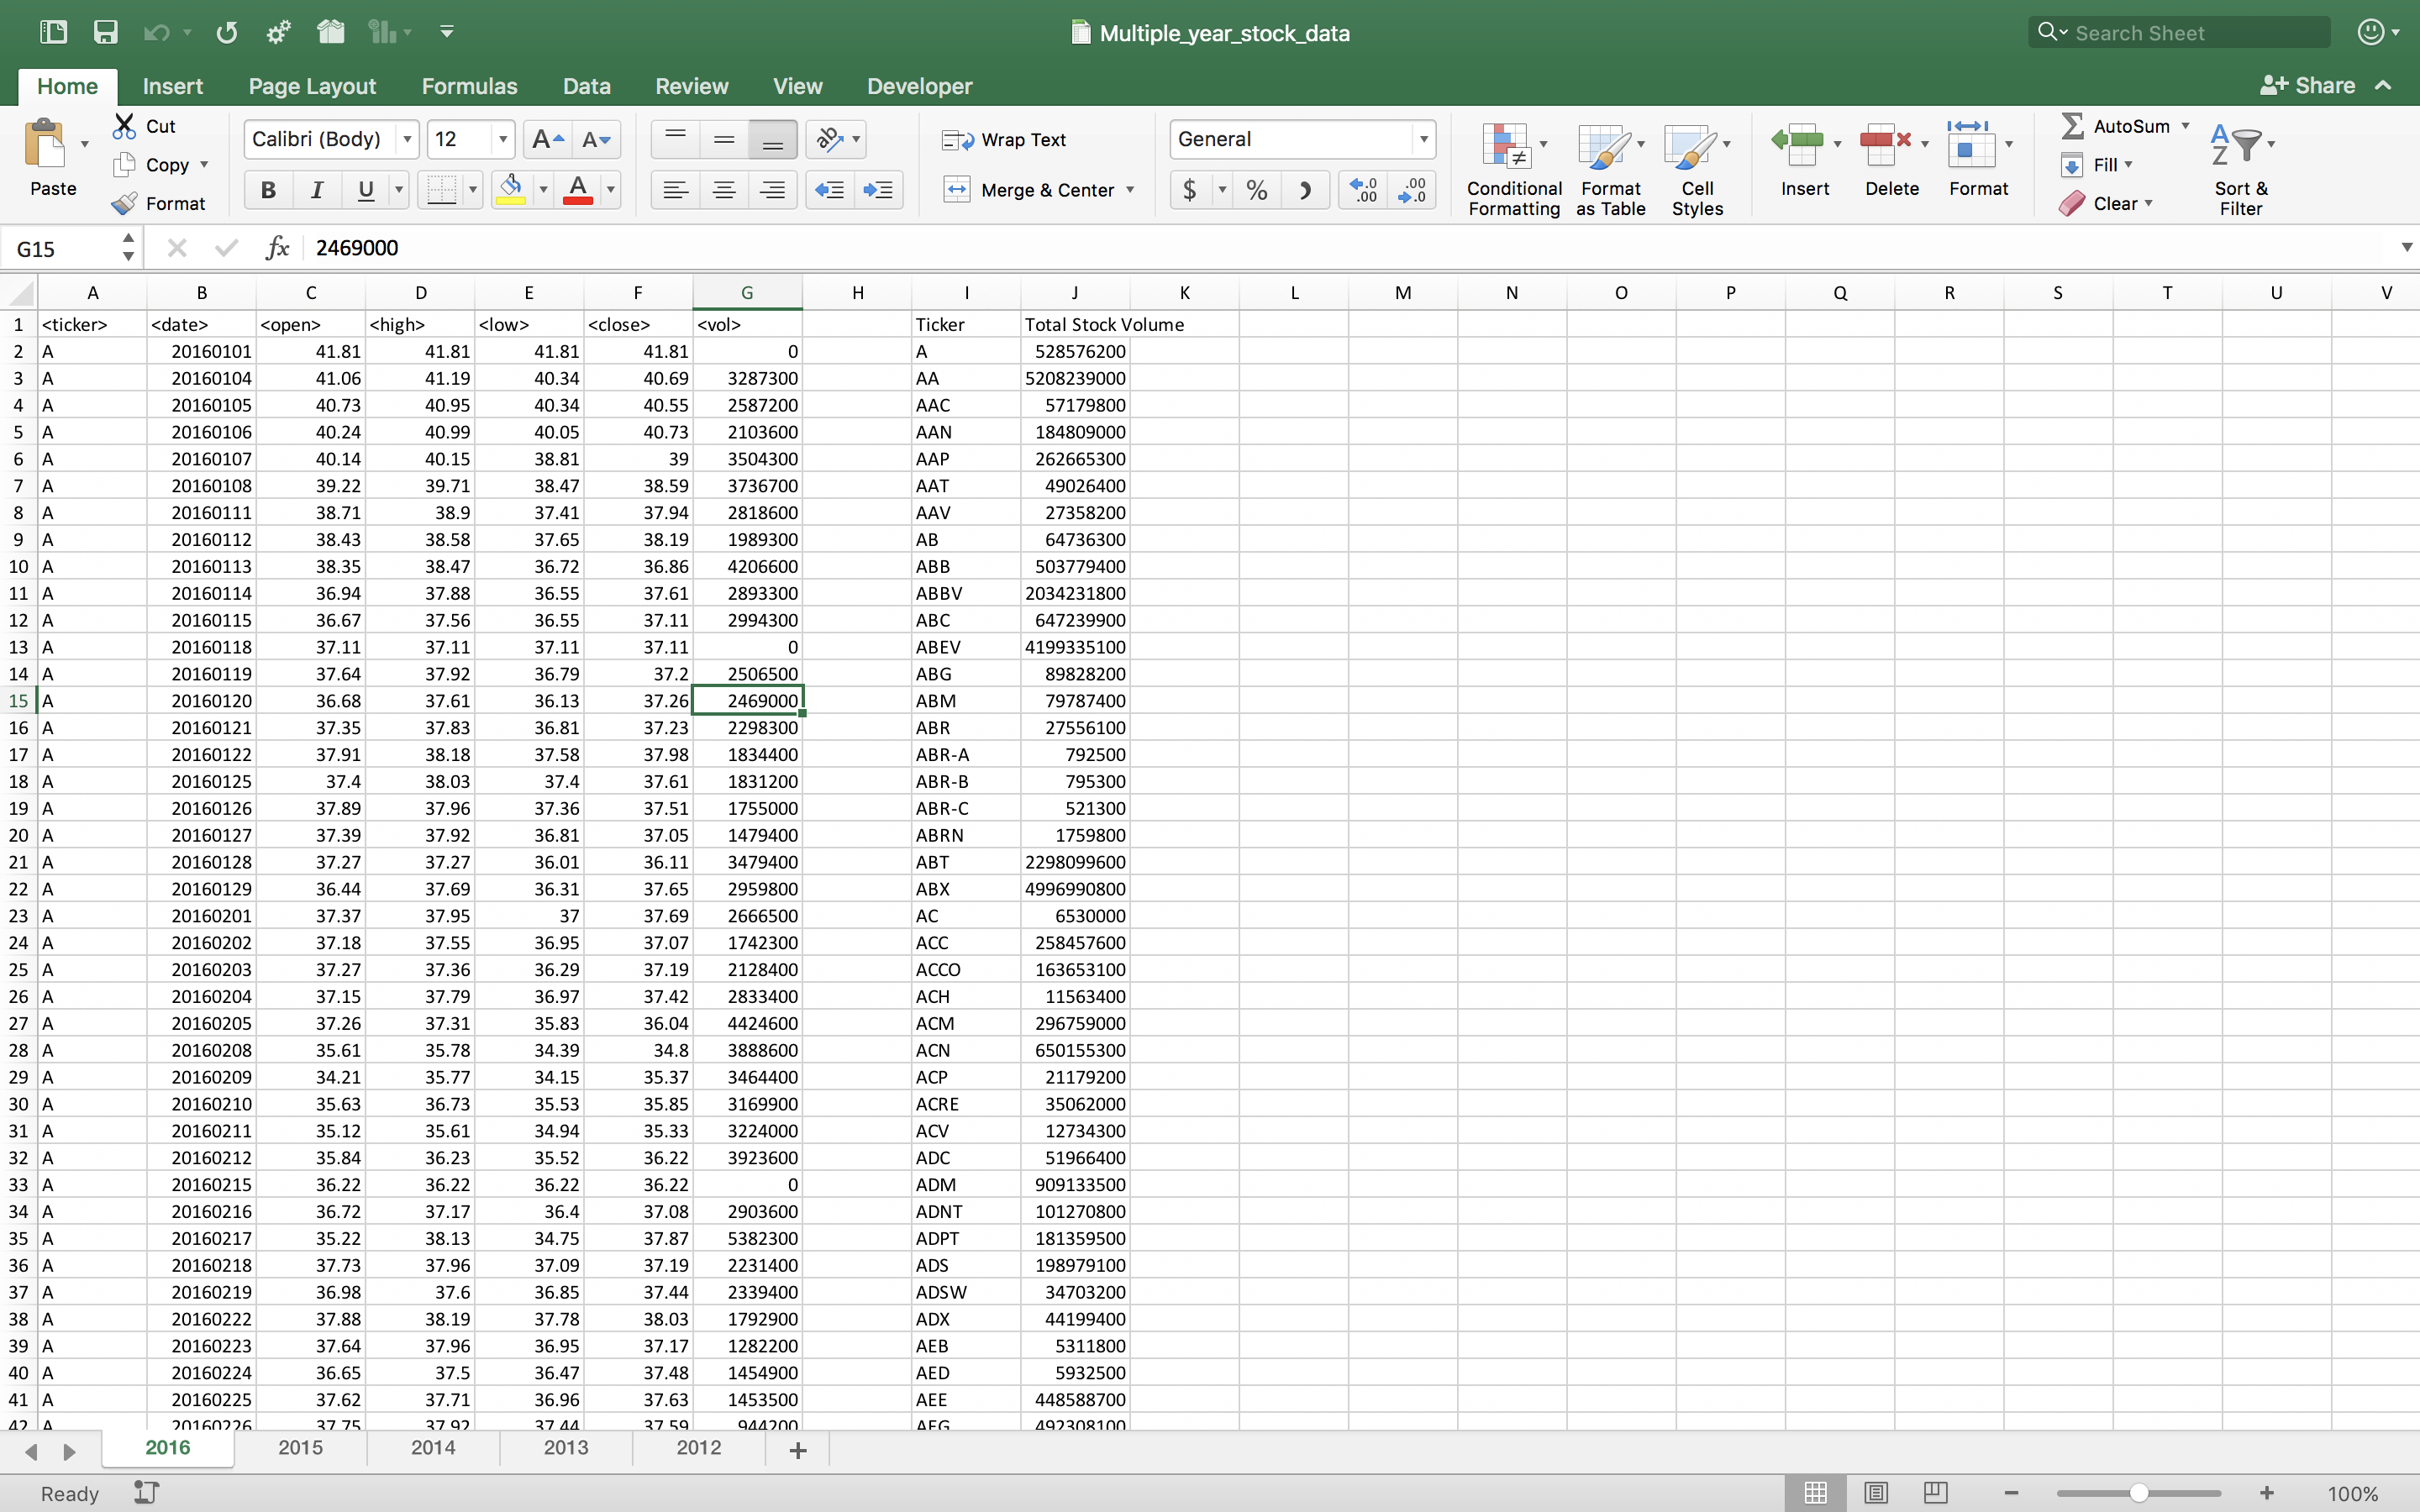 Multiple_year_stock_data
Search Sheet
Home Insert Page Layout Formulas Data Review View Developer Share
Paste Cut Copy Format
Calibri (Body) 12 A A
B I U A
ab Wrap Text
Merge & Center
General
$ % .0 .00 .00 .0
Conditional Formatting Format as Table Cell Styles Insert Delete Format
AutoSum Fill Clear A Z Sort & Filter
G15 fx 2469000
A B C D E F G H I J K L M N O P Q R S T U V
1 <ticker> <date> <open> <high> <low> <close> <vol> Ticker Total Stock Volume
2 A 20160101 41.81 41.81 41.81 41.81 0 A 528576200
3 A 20160104 41.06 41.19 40.34 40.69 3287300 AA 5208239000
4 A 20160105 40.73 40.95 40.34 40.55 2587200 AAC 57179800
5 A 20160106 40.24 40.99 40.05 40.73 2103600 AAN 184809000
6 A 20160107 40.14 40.15 38.81 39 3504300 AAP 262665300
7 A 20160108 39.22 39.71 38.47 38.59 3736700 AAT 49026400
8 A 20160111 38.71 38.9 37.41 37.94 2818600 AAV 27358200
9 A 20160112 38.43 38.58 37.65 38.19 1989300 AB 64736300
10 A 20160113 38.35 38.47 36.72 36.86 4206600 ABB 503779400
11 A 20160114 36.94 37.88 36.55 37.61 2893300 ABBV 2034231800
12 A 20160115 36.67 37.56 36.55 37.11 2994300 ABC 647239900
13 A 20160118 37.11 37.11 37.11 37.11 0 ABEV 4199335100
14 A 20160119 37.64 37.92 36.79 37.2 2506500 ABG 89828200
15 A 20160120 36.68 37.61 36.13 37.26 2469000 ABM 79787400
16 A 20160121 37.35 37.83 36.81 37.23 2298300 ABR 27556100
17 A 20160122 37.91 38.18 37.58 37.98 1834400 ABR-A 792500
18 A 20160125 37.4 38.03 37.4 37.61 1831200 ABR-B 795300
19 A 20160126 37.89 37.96 37.36 37.51 1755000 ABR-C 521300
20 A 20160127 37.39 37.92 36.81 37.05 1479400 ABRN 1759800
21 A 20160128 37.27 37.27 36.01 36.11 3479400 ABT 2298099600
22 A 20160129 36.44 37.69 36.31 37.65 2959800 ABX 4996990800
23 A 20160201 37.37 37.95 37 37.69 2666500 AC 6530000
24 A 20160202 37.18 37.55 36.95 37.07 1742300 ACC 258457600
25 A 20160203 37.27 37.36 36.29 37.19 2128400 ACCO 163653100
26 A 20160204 37.15 37.79 36.97 37.42 2833400 ACH 11563400
27 A 20160205 37.26 37.31 35.83 36.04 4424600 ACM 296759000
28 A 20160208 35.61 35.78 34.39 34.8 3888600 ACN 650155300
29 A 20160209 34.21 35.77 34.15 35.37 3464400 ACP 21179200
30 A 20160210 35.63 36.73 35.53 35.85 3169900 ACRE 35062000
31 A 20160211 35.12 35.61 34.94 35.33 3224000 ACV 12734300
32 A 20160212 35.84 36.23 35.52 36.22 3923600 ADC 51966400
33 A 20160215 36.22 36.22 36.22 36.22 0 ADM 909133500
34 A 20160216 36.72 37.17 36.4 37.08 2903600 ADNT 101270800
35 A 20160217 35.22 38.13 34.75 37.87 5382300 ADPT 181359500
36 A 20160218 37.73 37.96 37.09 37.19 2231400 ADS 198979100
37 A 20160219 36.98 37.6 36.85 37.44 2339400 ADSW 34703200
38 A 20160222 37.88 38.19 37.78 38.03 1792900 ADX 44199400
39 A 20160223 37.64 37.96 36.95 37.17 1282200 AEB 5311800
40 A 20160224 36.65 37.5 36.47 37.48 1454900 AED 5932500
41 A 20160225 37.62 37.71 36.96 37.63 1453500 AEE 448588700
42 A 20160226 37.75 37.92 37.44 37.59 944200 AEG 492308100
2016 2015 2014 2013 2012 +
Ready 100%